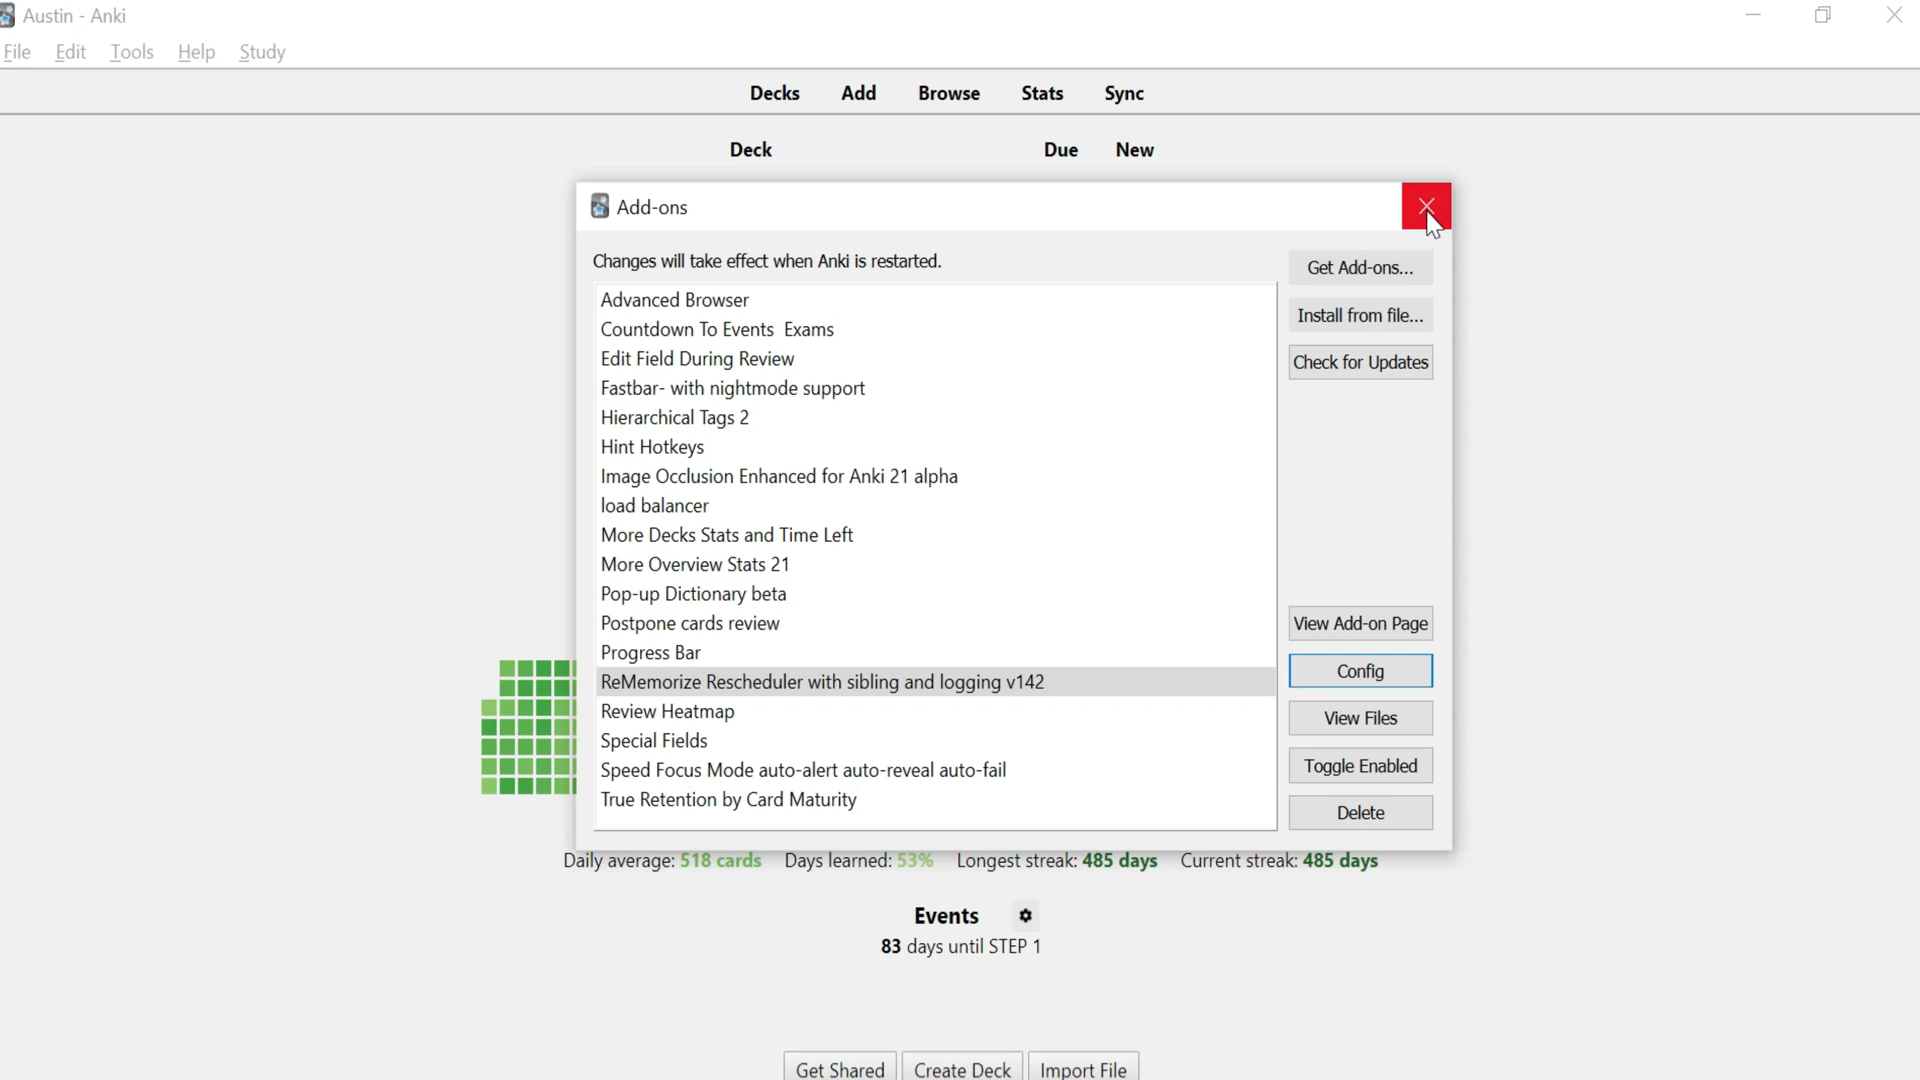 Austin - Anki
File Edit Tools Help Study
Decks Add Browse Stats Sync
Deck Due New
Add-ons
Changes will take effect when Anki is restarted.
Get Add-ons...
Install from file...
Check for Updates
Advanced Browser
Countdown To Events Exams
Edit Field During Review
Fastbar- with nightmode support
Hierarchical Tags 2
Hint Hotkeys
Image Occlusion Enhanced for Anki 21 alpha
load balancer
More Decks Stats and Time Left
More Overview Stats 21
Pop-up Dictionary beta
Postpone cards review
Progress Bar
ReMemorize Rescheduler with sibling and logging v142
Review Heatmap
Special Fields
Speed Focus Mode auto-alert auto-reveal auto-fail
True Retention by Card Maturity
View Add-on Page
Config
View Files
Toggle Enabled
Delete
Daily average: 518 cards Days learned: 53% Longest streak: 485 days Current streak: 485 days
Events
83 days until STEP 1
Get Shared Create Deck Import File